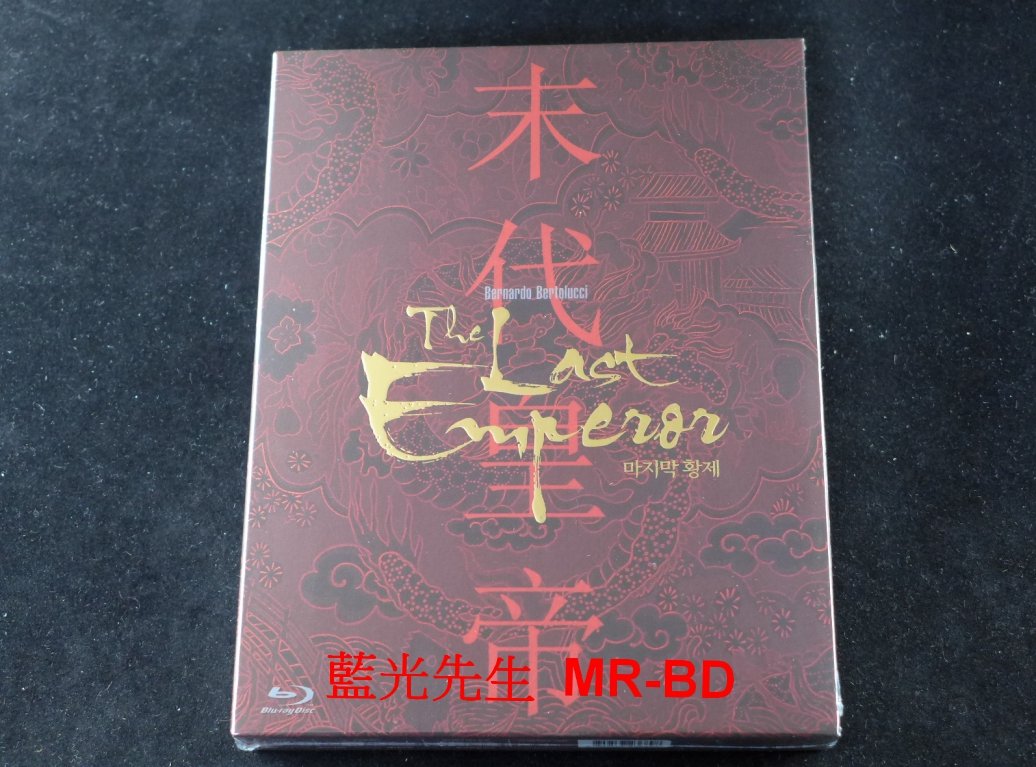 末代皇帝
Bernardo Bertolucci
The Last
Emperor
마지막 황제
藍光先生 MR-BD
Blu-ray Disc